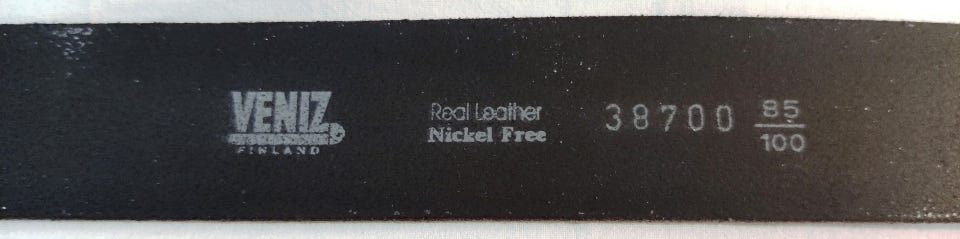 VENIZ
FINLAND
Real Leather
Nickel Free
38700
85
100